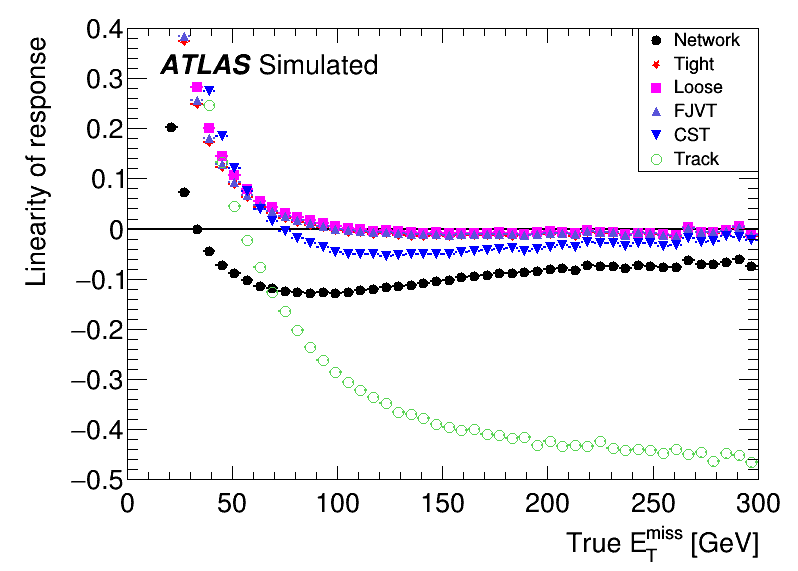 ATLAS Simulated
Network
Tight
Loose
FJVT
CST
Track
Linearity of response
0.4
0.3
0.2
0.1
0
−0.1
−0.2
−0.3
−0.4
−0.5
0 50 100 150 200 250 300
True E_T^miss [GeV]